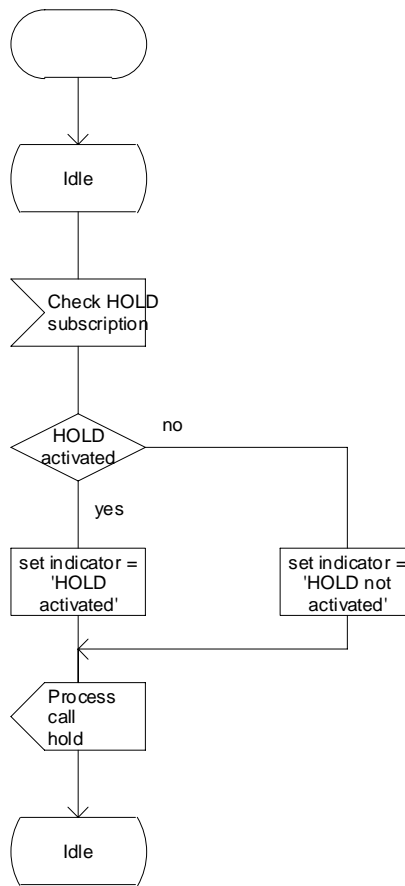 Idle
Check HOLD
subscription
HOLD
activated
no
yes
set indicator =
'HOLD
activated'
set indicator =
'HOLD not
activated'
Process
call
hold
Idle